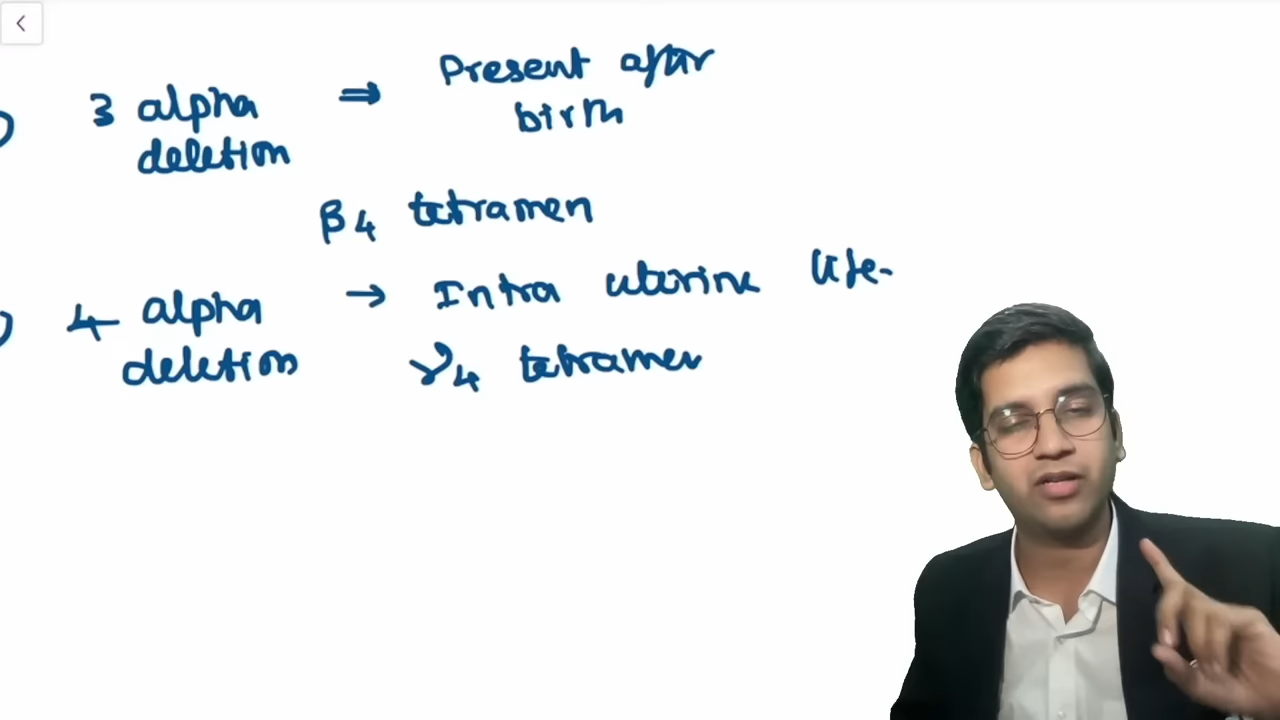 3 alpha ⇒ Present after
deletion birth
β4 tetramer
4 alpha → Intra uterine life.
deletion γ4 tetramer